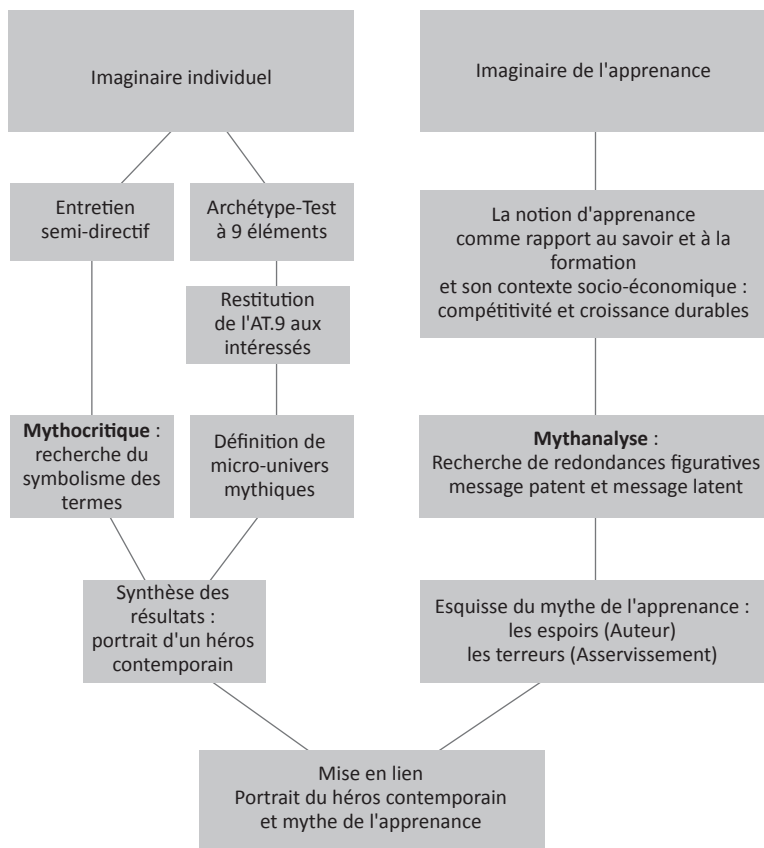 Imaginaire individuel
Imaginaire de l'apprenance
Entretien
semi-directif
Archétype-Test
à 9 éléments
La notion d'apprenance
comme rapport au savoir et à la
formation
et son contexte socio-économique :
compétitivité et croissance durables
Restitution
de l'AT.9 aux
intéressés
Mythocritique :
recherche du
symbolisme des
termes
Définition de
micro-univers
mythiques
Mythanalyse :
Recherche de redondances figuratives
message patent et message latent
Synthèse des
résultats :
portrait d'un héros
contemporain
Esquisse du mythe de l'apprenance :
les espoirs (Auteur)
les terreurs (Asservissement)
Mise en lien
Portrait du héros contemporain
et mythe de l'apprenance